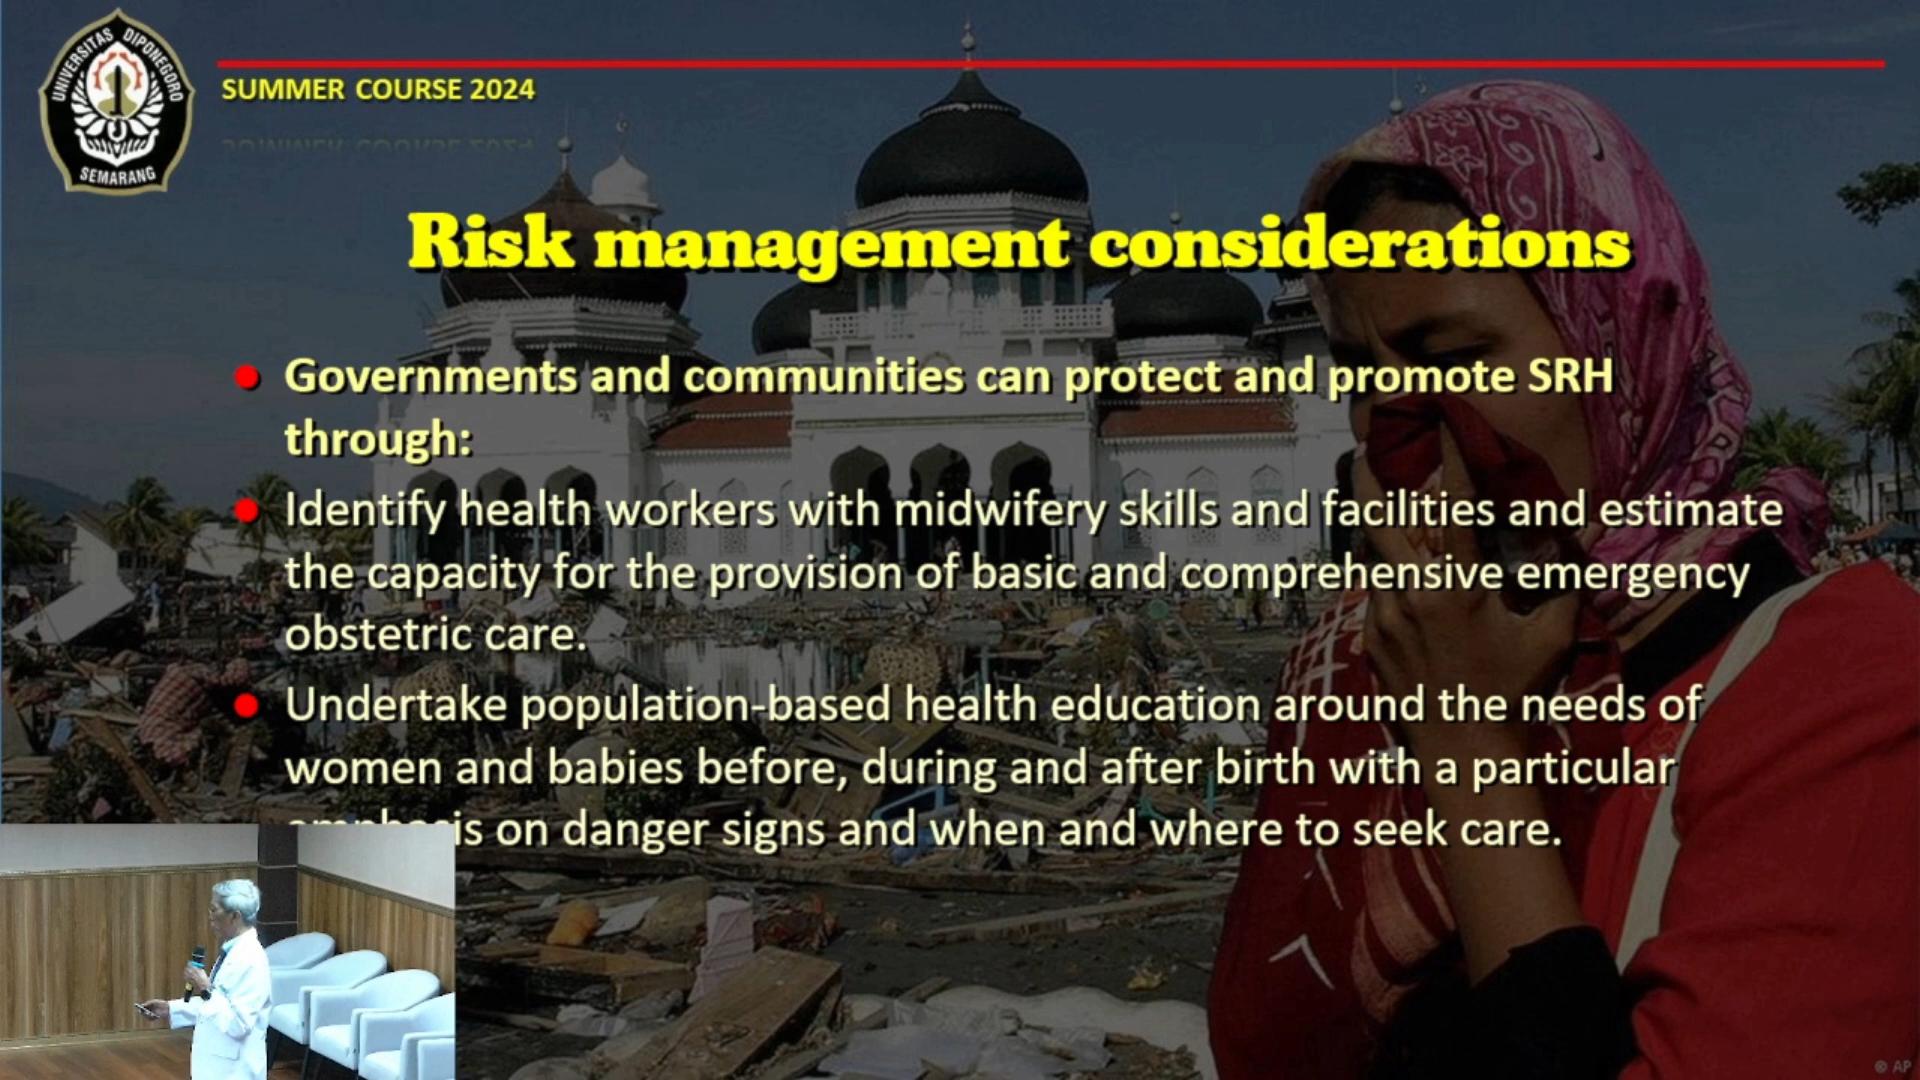 UNIVERSITAS DIPONEGORO
SEMARANG
SUMMER COURSE 2024
Risk management considerations
Governments and communities can protect and promote SRH
through:
Identify health workers with midwifery skills and facilities and estimate
the capacity for the provision of basic and comprehensive emergency
obstetric care.
Undertake population-based health education around the needs of
women and babies before, during and after birth with a particular
emphasis on danger signs and when and where to seek care.
© AP